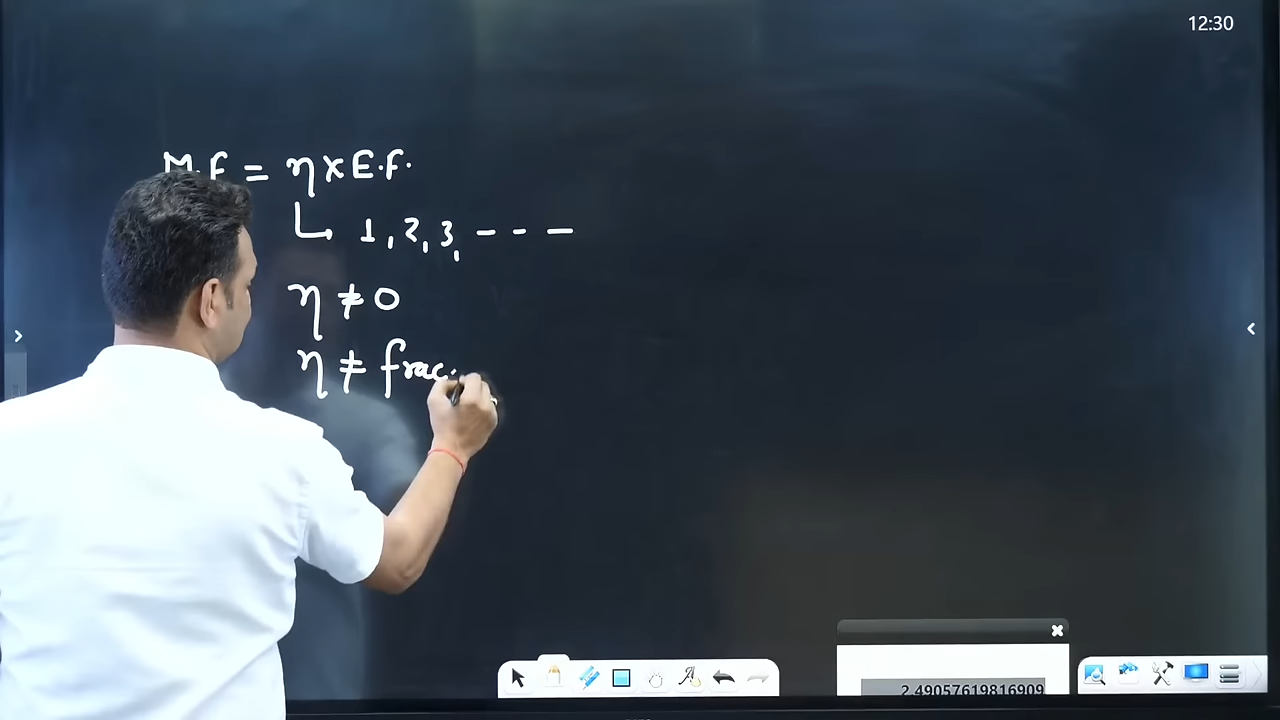 12:30
M.F = η × E.F.
↳ 1, 2, 3, - - -
η ≠ 0
η ≠ frac
2.49057619816909